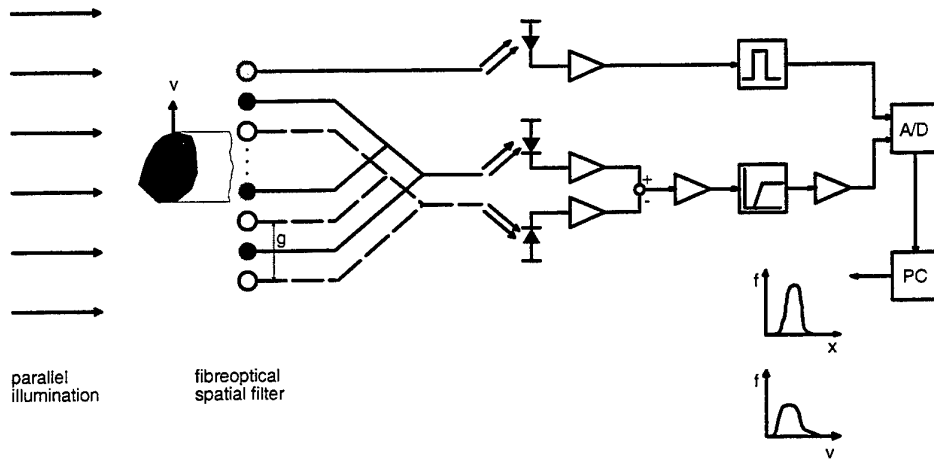 v
g
+
-
A/D
PC
f
x
f
v
parallel
illumination
fibreoptical
spatial filter